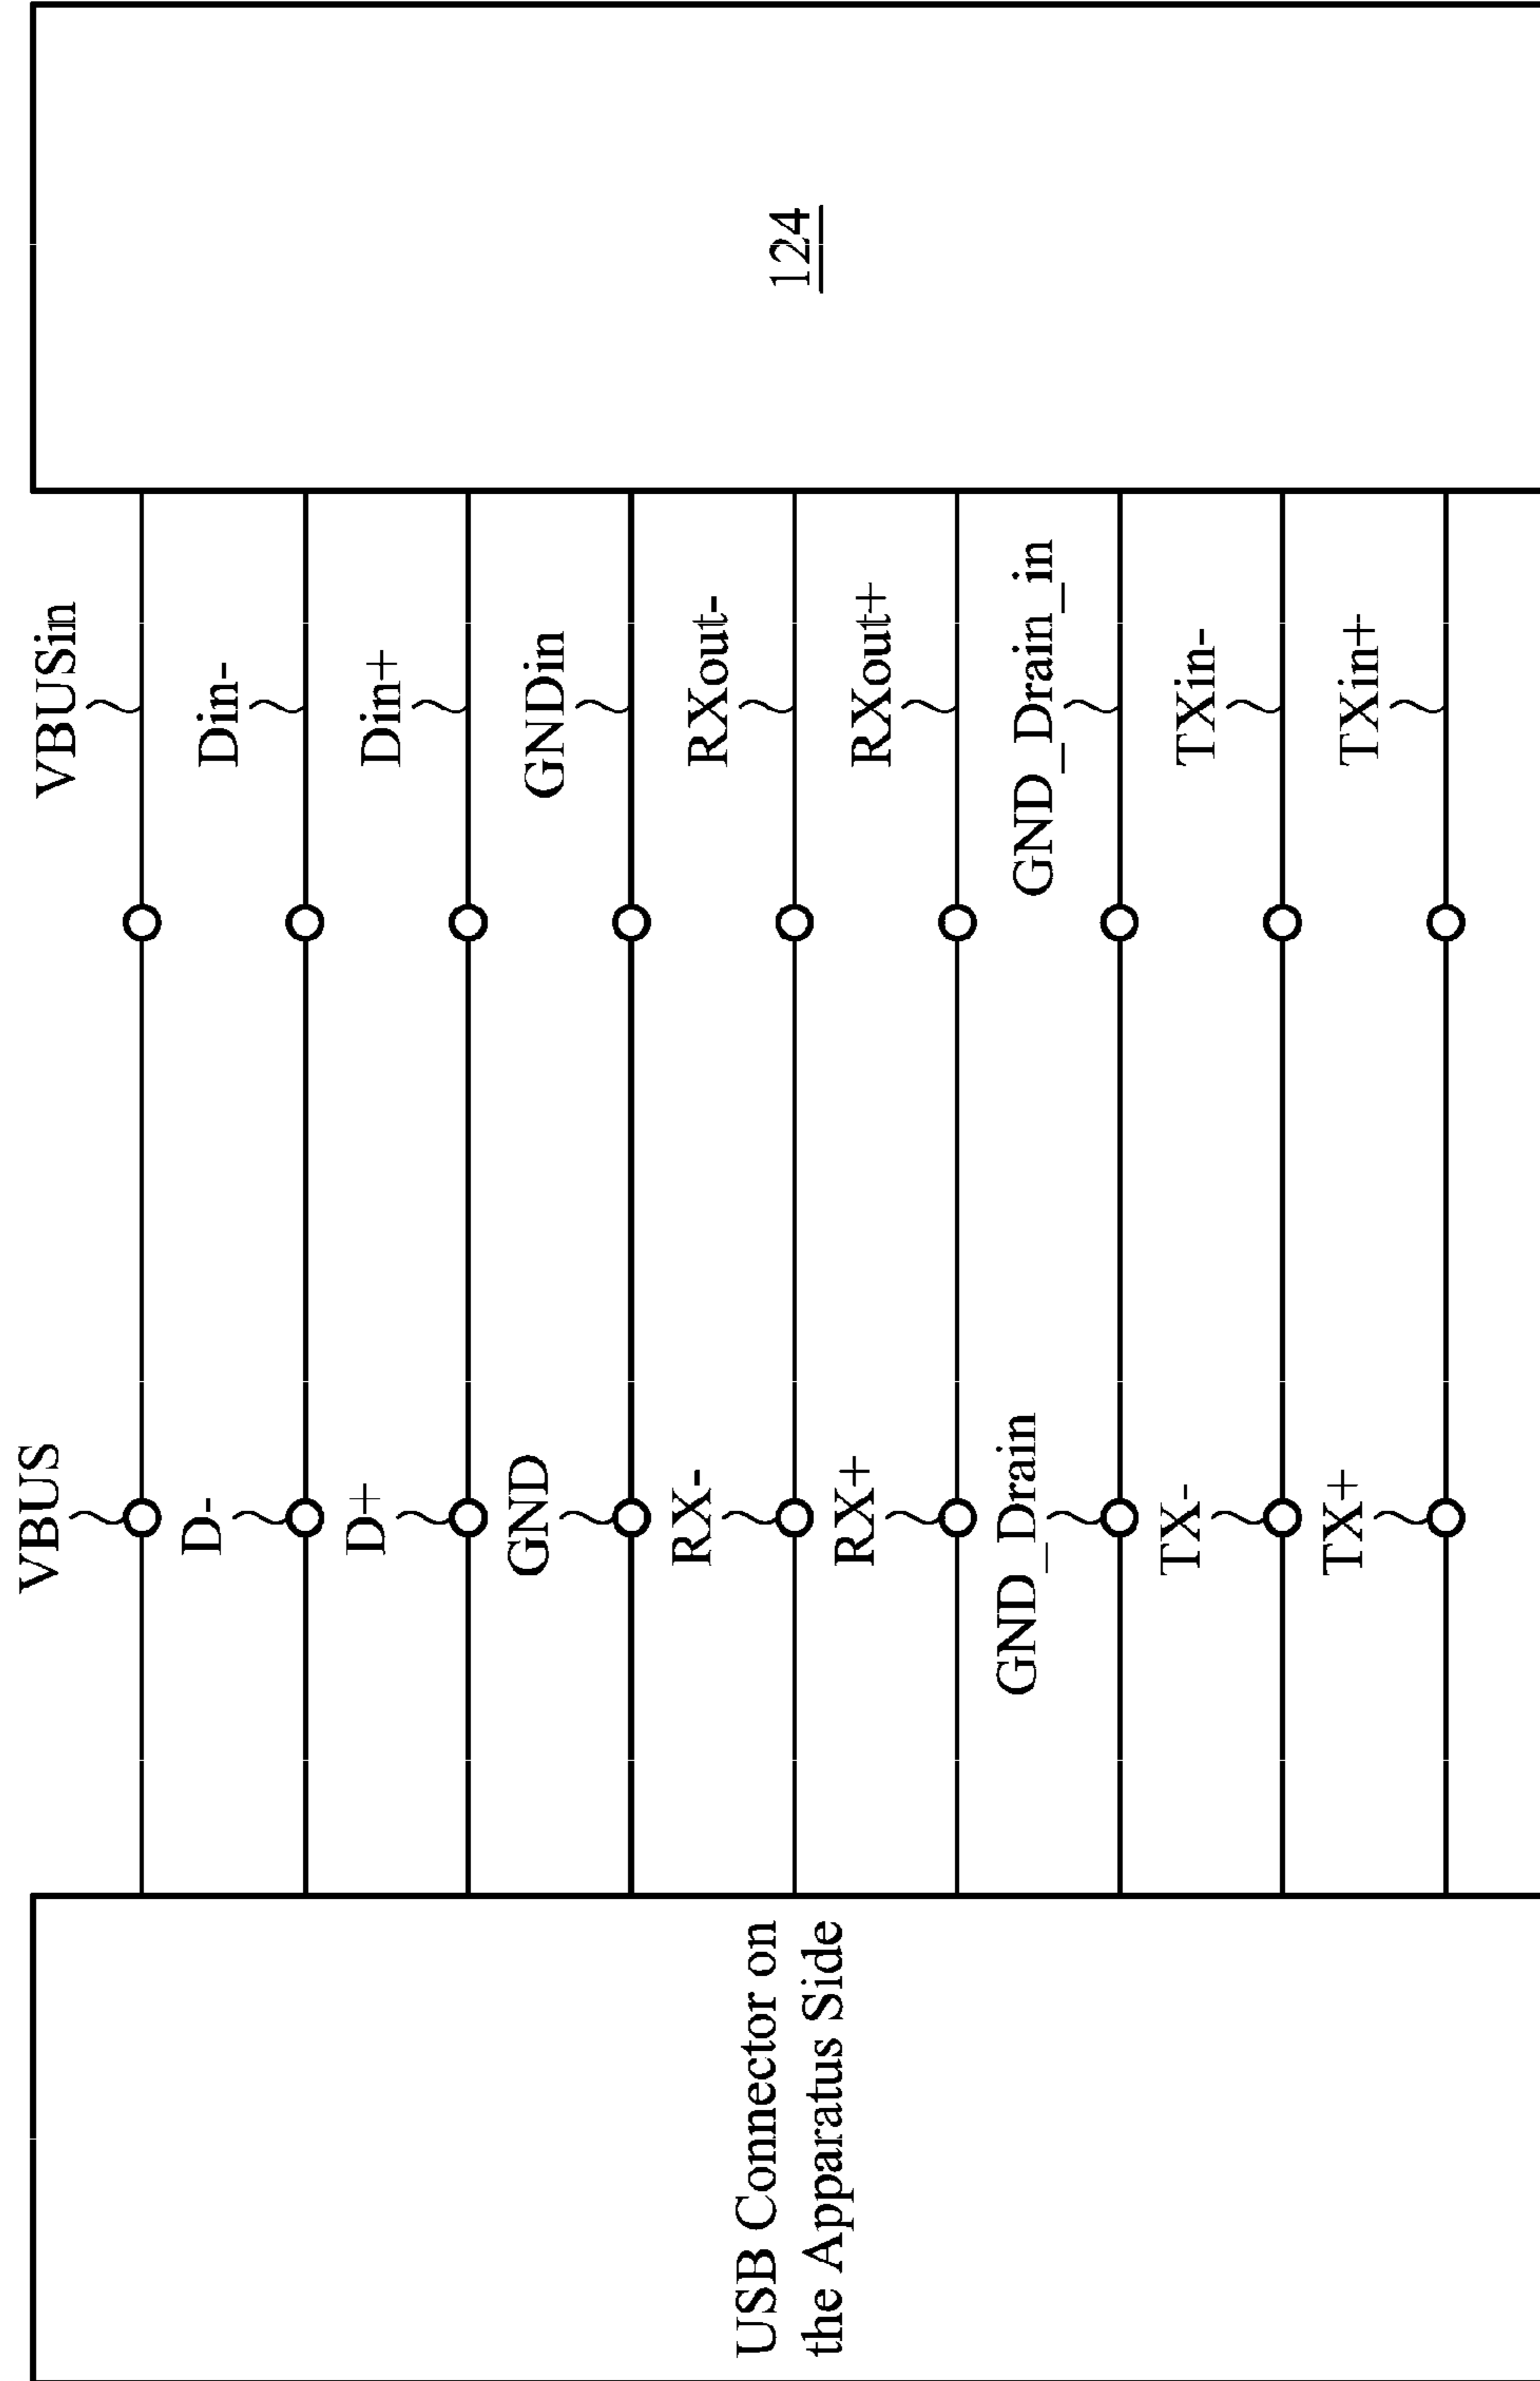 USB Connector on
the Apparatus Side
VBUS
D-
D+
GND
RX-
RX+
GND_Drain
TX-
TX+
VBUSin
Din-
Din+
GNDin
RXout-
RXout+
GND_Drain_in
TXin-
TXin+
124